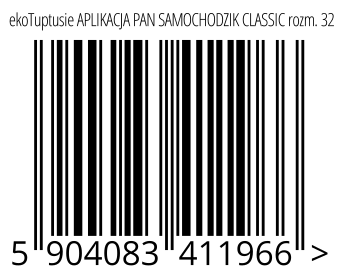 ekoTuptusie APLIKACJA PAN SAMOCHODZIK CLASSIC rozm. 32
5 904083 411966 >